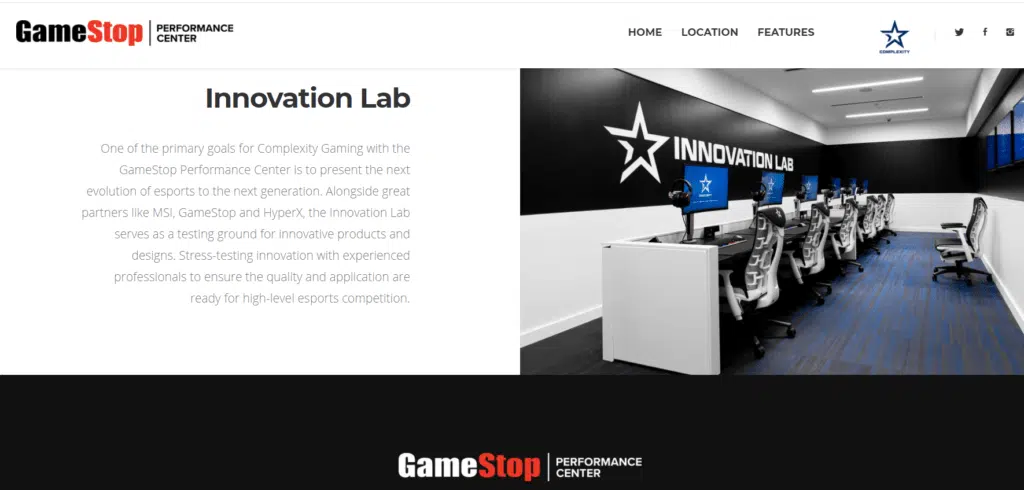 GameStop PERFORMANCE
CENTER
HOME LOCATION FEATURES
COMPLEXITY
Innovation Lab
One of the primary goals for Complexity Gaming with the
GameStop Performance Center is to present the next
evolution of esports to the next generation. Alongside great
partners like MSI, GameStop and HyperX, the Innovation Lab
serves as a testing ground for innovative products and
designs. Stress-testing innovation with experienced
professionals to ensure the quality and application are
ready for high-level esports competition.
INNOVATION LAB
GameStop PERFORMANCE
CENTER